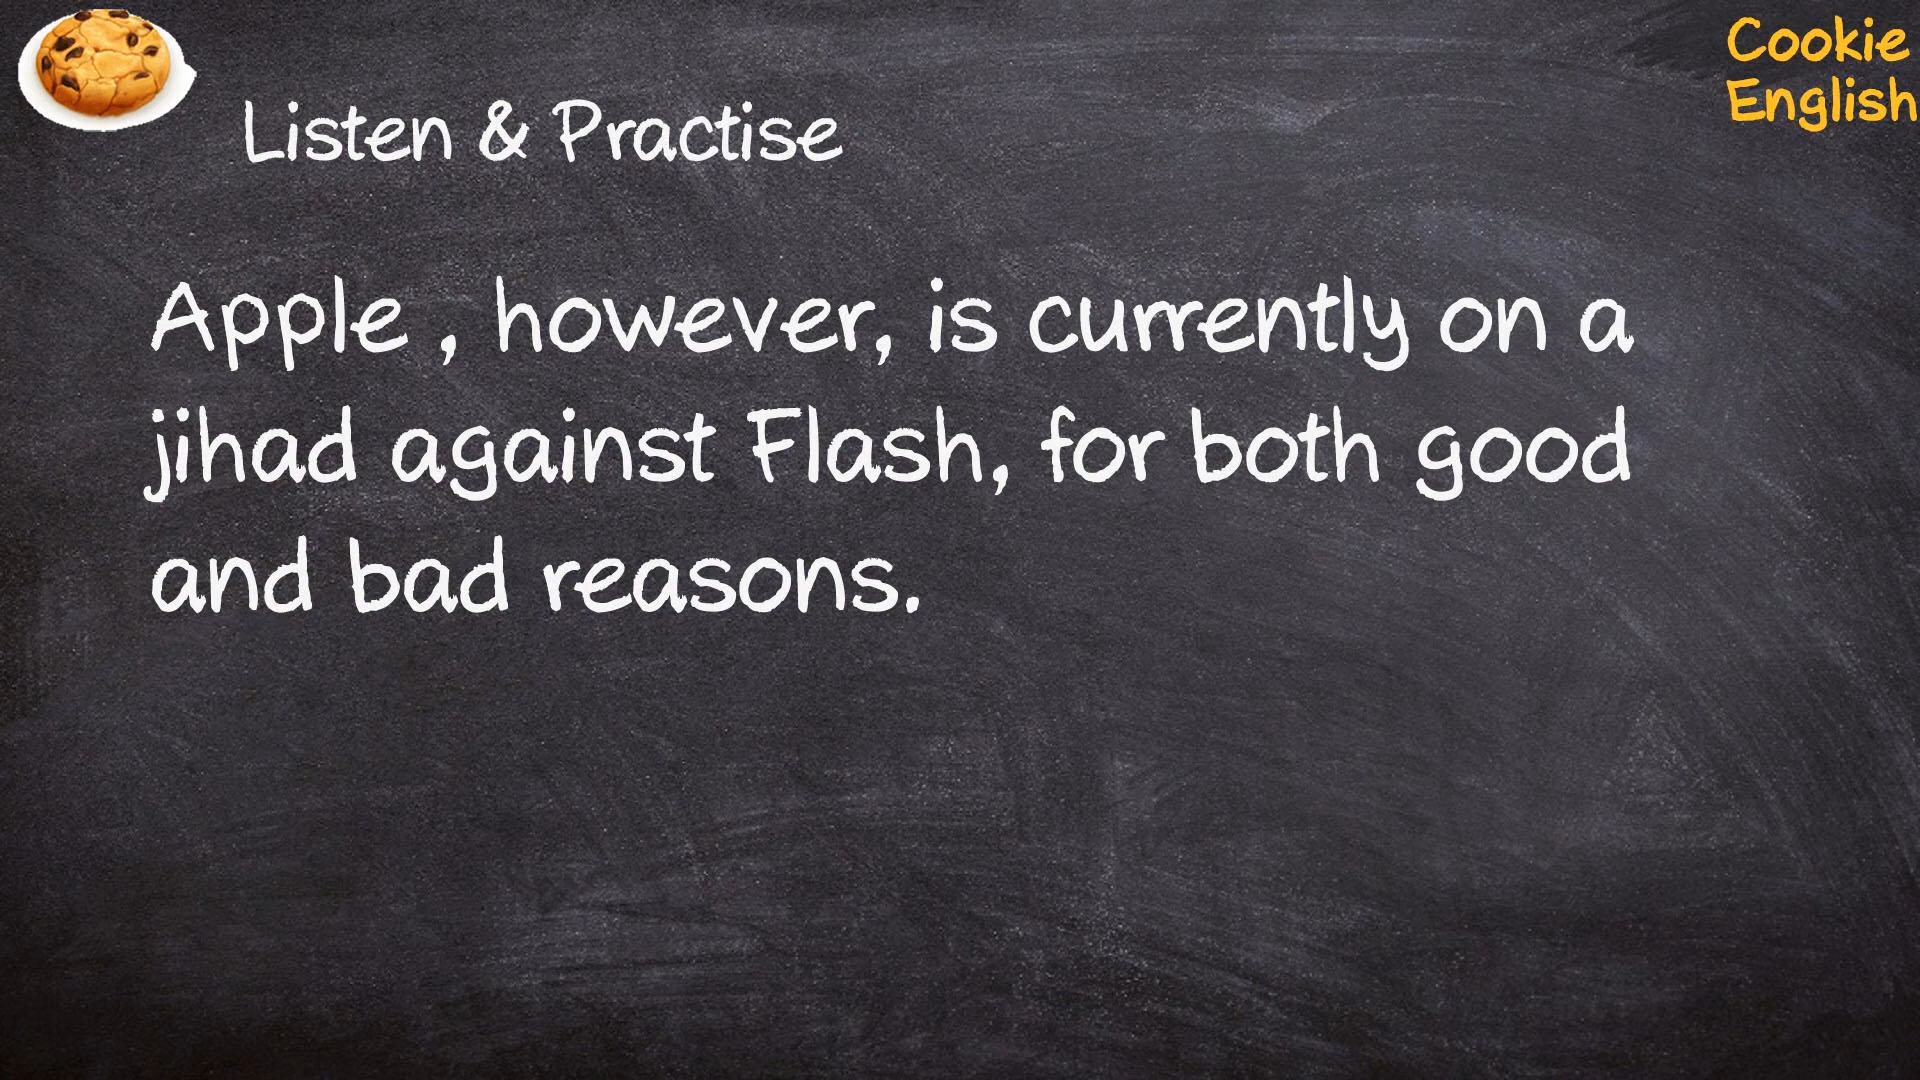 Cookie
English
Listen & Practise
Apple , however, is currently on a
jihad against Flash, for both good
and bad reasons.